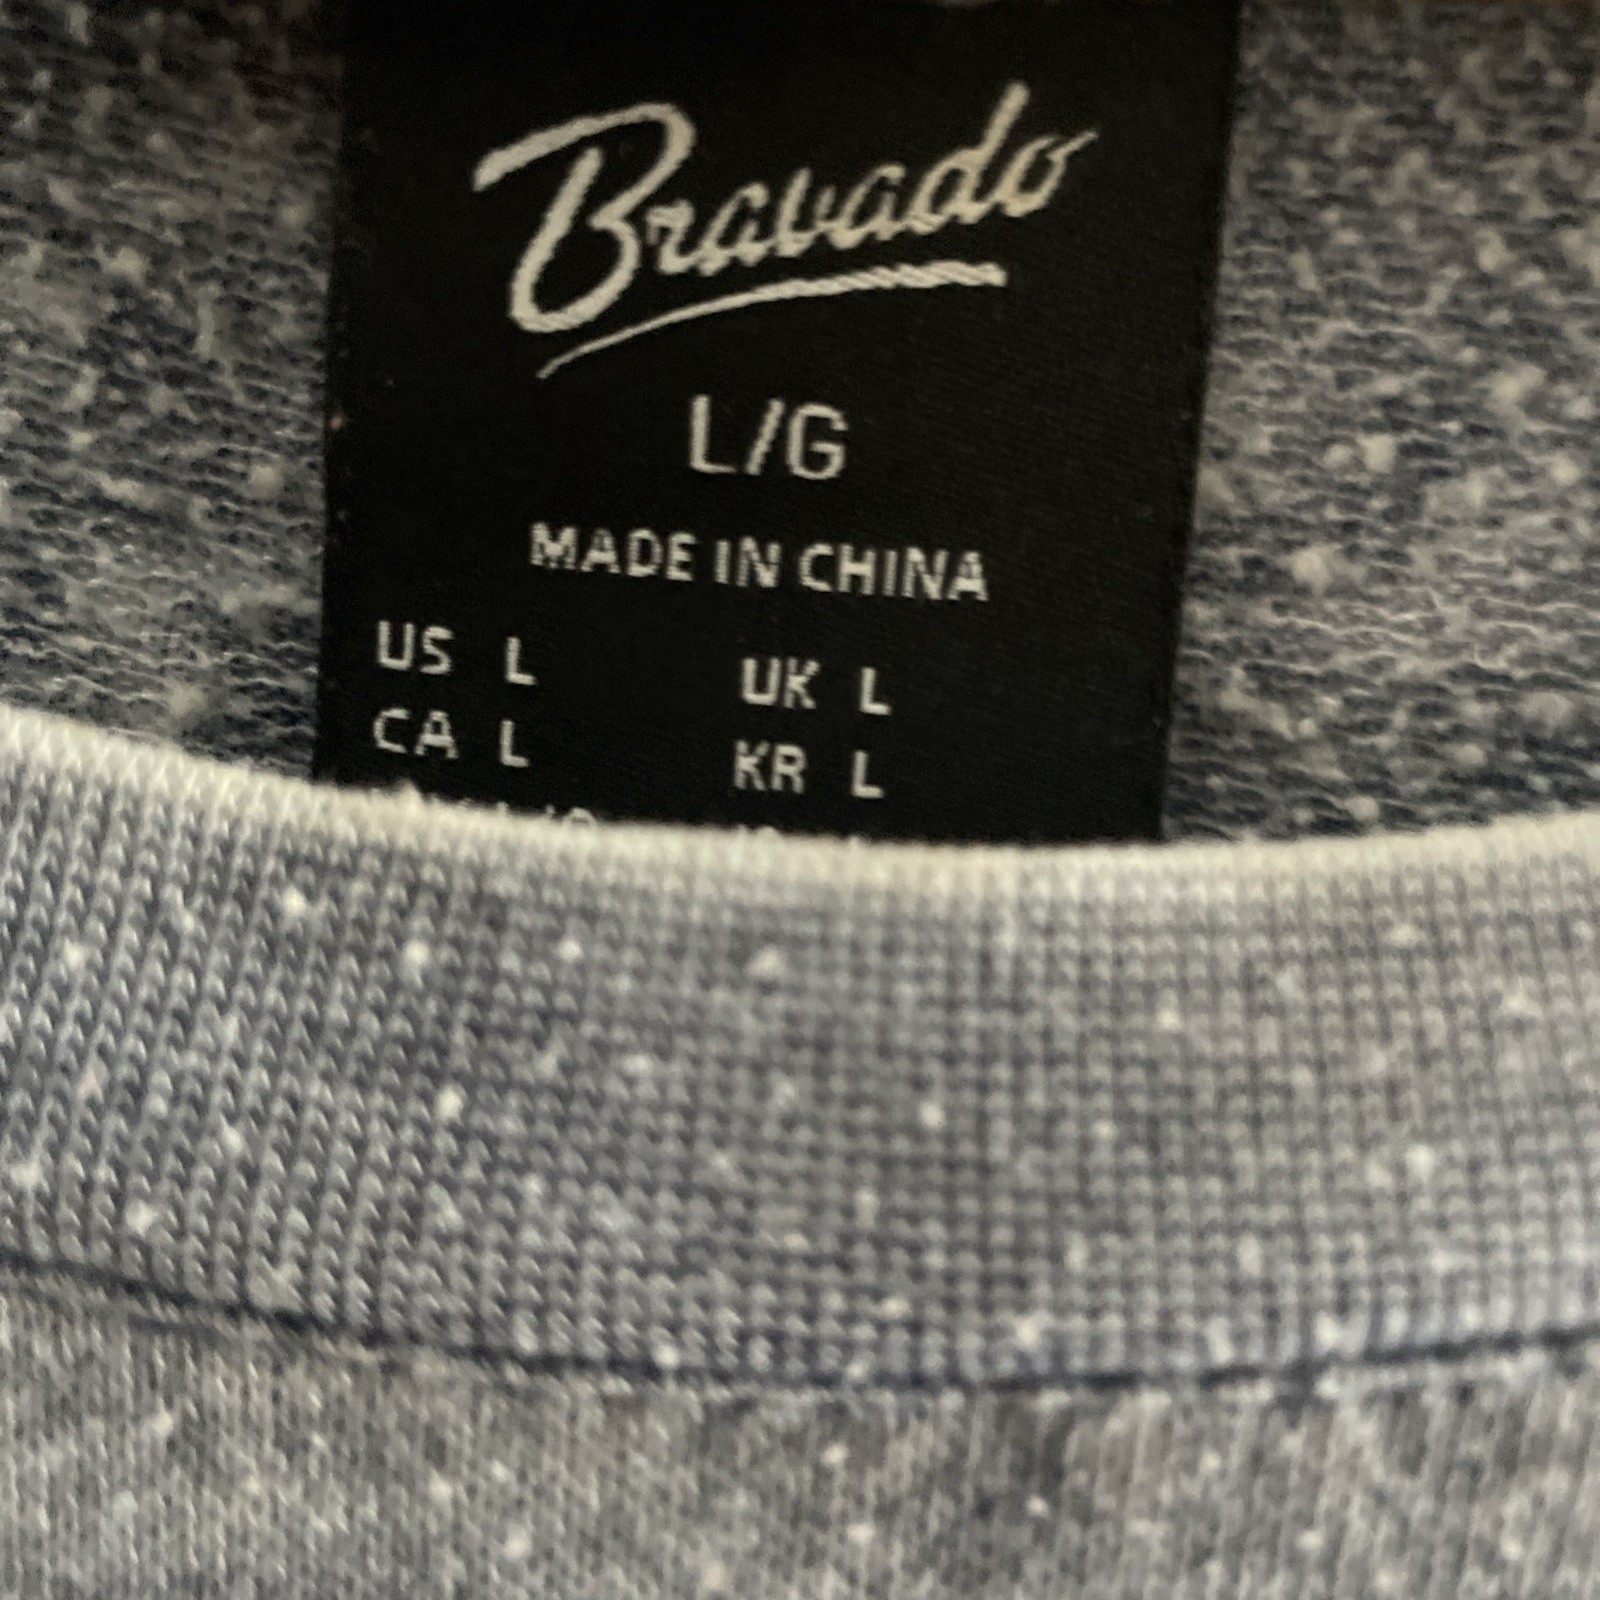 Bravado
L/G
MADE IN CHINA
US L UK L
CA L KR L